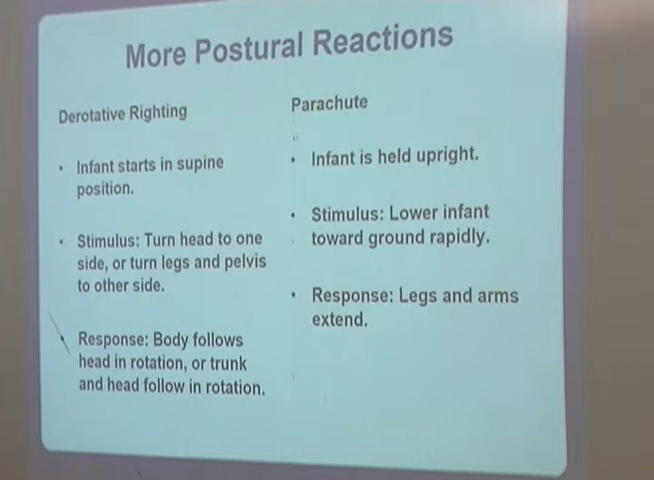 More Postural Reactions
Derotative Righting
• Infant starts in supine
position.
• Stimulus: Turn head to one
side, or turn legs and pelvis
to other side.
• Response: Body follows
head in rotation, or trunk
and head follow in rotation.
Parachute
• Infant is held upright.
• Stimulus: Lower infant
toward ground rapidly.
• Response: Legs and arms
extend.